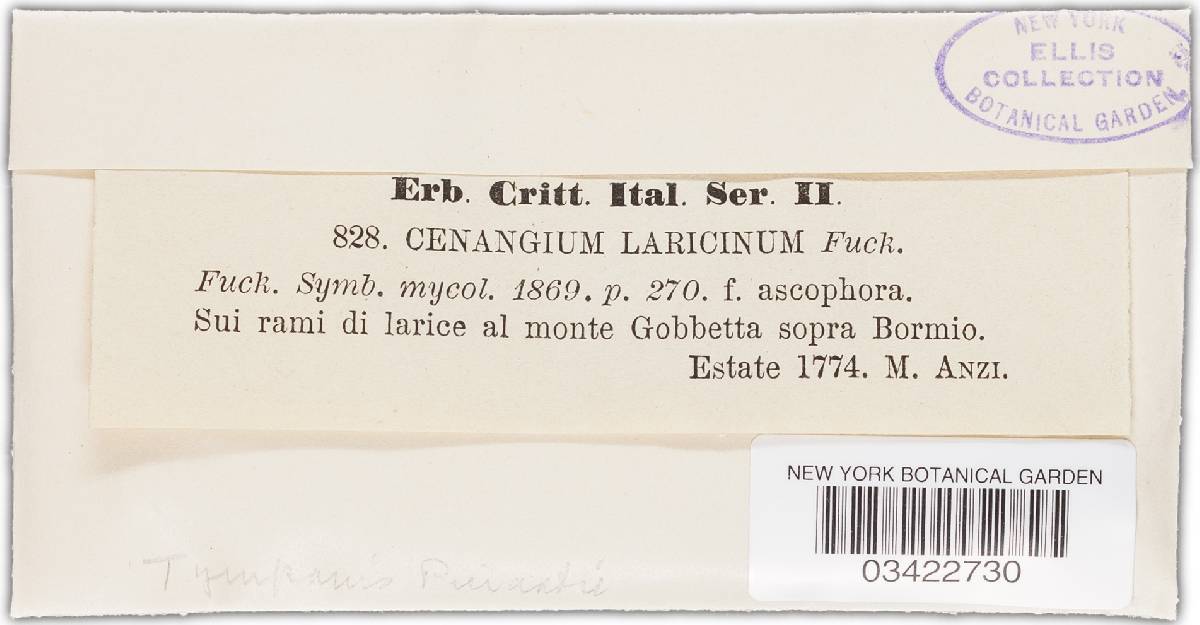 NEW YORK
ELLIS
COLLECTION
BOTANICAL GARDEN
Erb. Critt. Ital. Ser. II.
828. CENANGIUM LARICINUM Fuck.
Fuck. Symb. mycol. 1869. p. 270. f. ascophora.
Sui rami di larice al monte Gobbetta sopra Bormio.
Estate 1774. M. ANZI.
NEW YORK BOTANICAL GARDEN
03422730
Tympanis